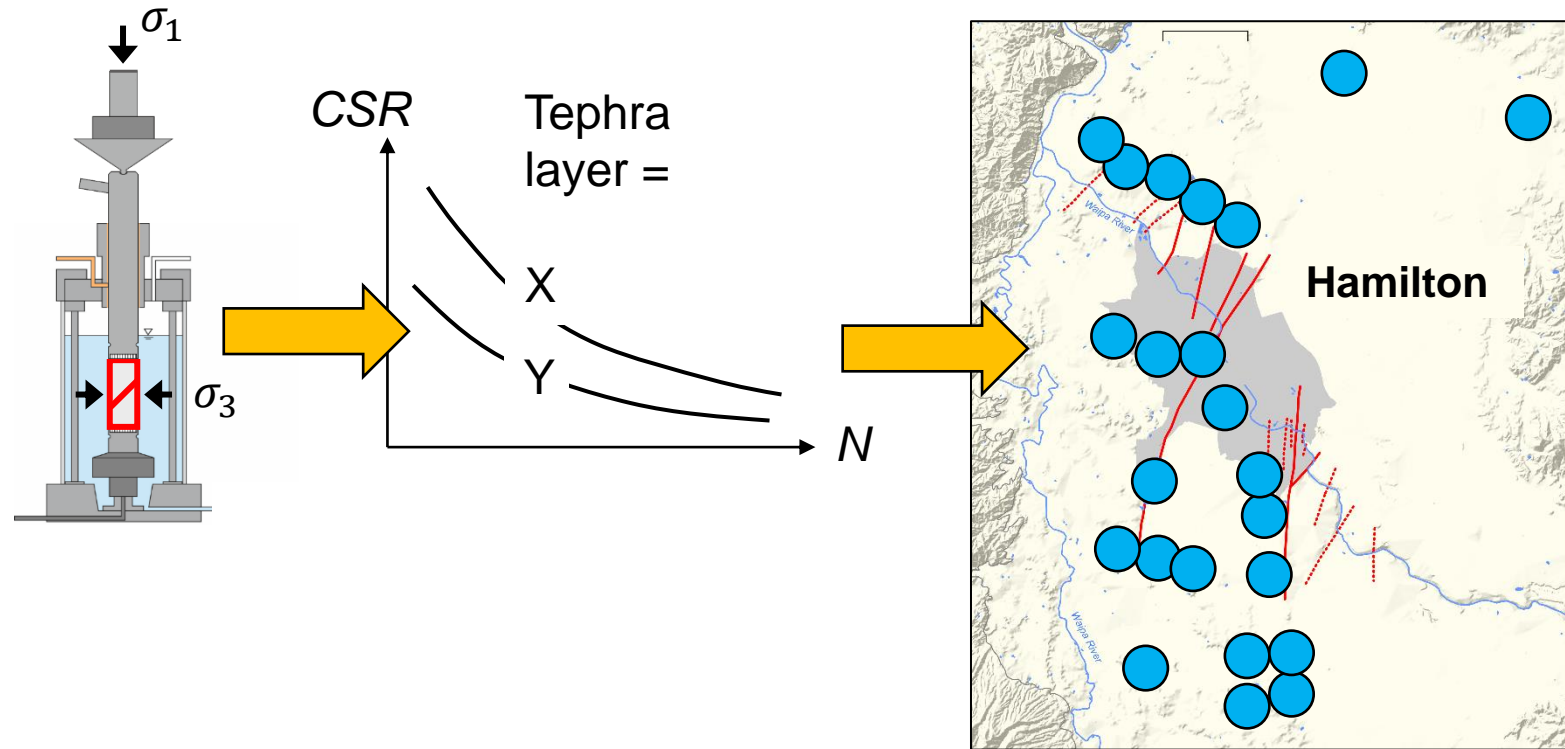 σ₁
σ₃
CSR
Tephra
layer =
X
Y
N
Waipa River
Hamilton
Waipa River